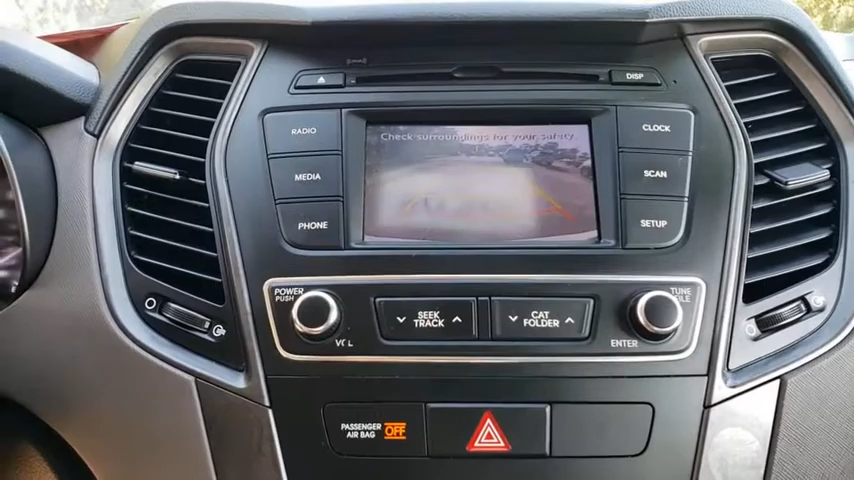 DISP
Check surroundings for your safety
RADIO
CLOCK
MEDIA
SCAN
PHONE
SETUP
POWER
PUSH
TUNE
FILE
SEEK
TRACK
CAT
FOLDER
VOL
ENTER
PASSENGER
AIR BAG
OFF